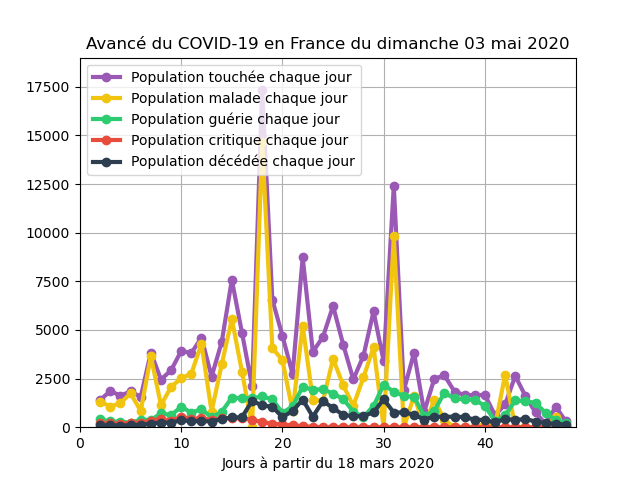 Avancé du COVID-19 en France du dimanche 03 mai 2020
Population touchée chaque jour
Population malade chaque jour
Population guérie chaque jour
Population critique chaque jour
Population décédée chaque jour
17500
15000
12500
10000
7500
5000
2500
0
0 10 20 30 40
Jours à partir du 18 mars 2020